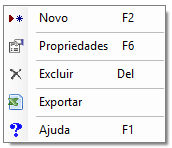 Novo F2
Propriedades F6
Excluir Del
Exportar
Ajuda F1